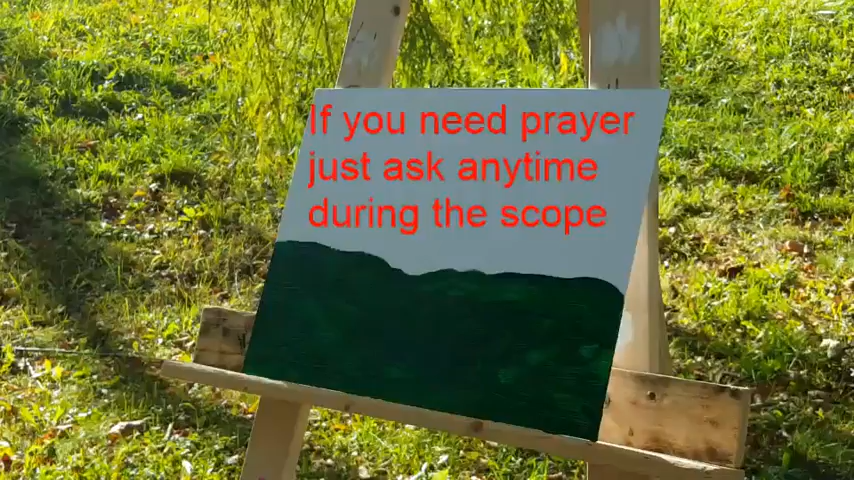 If you need prayer
just ask anytime
during the scope